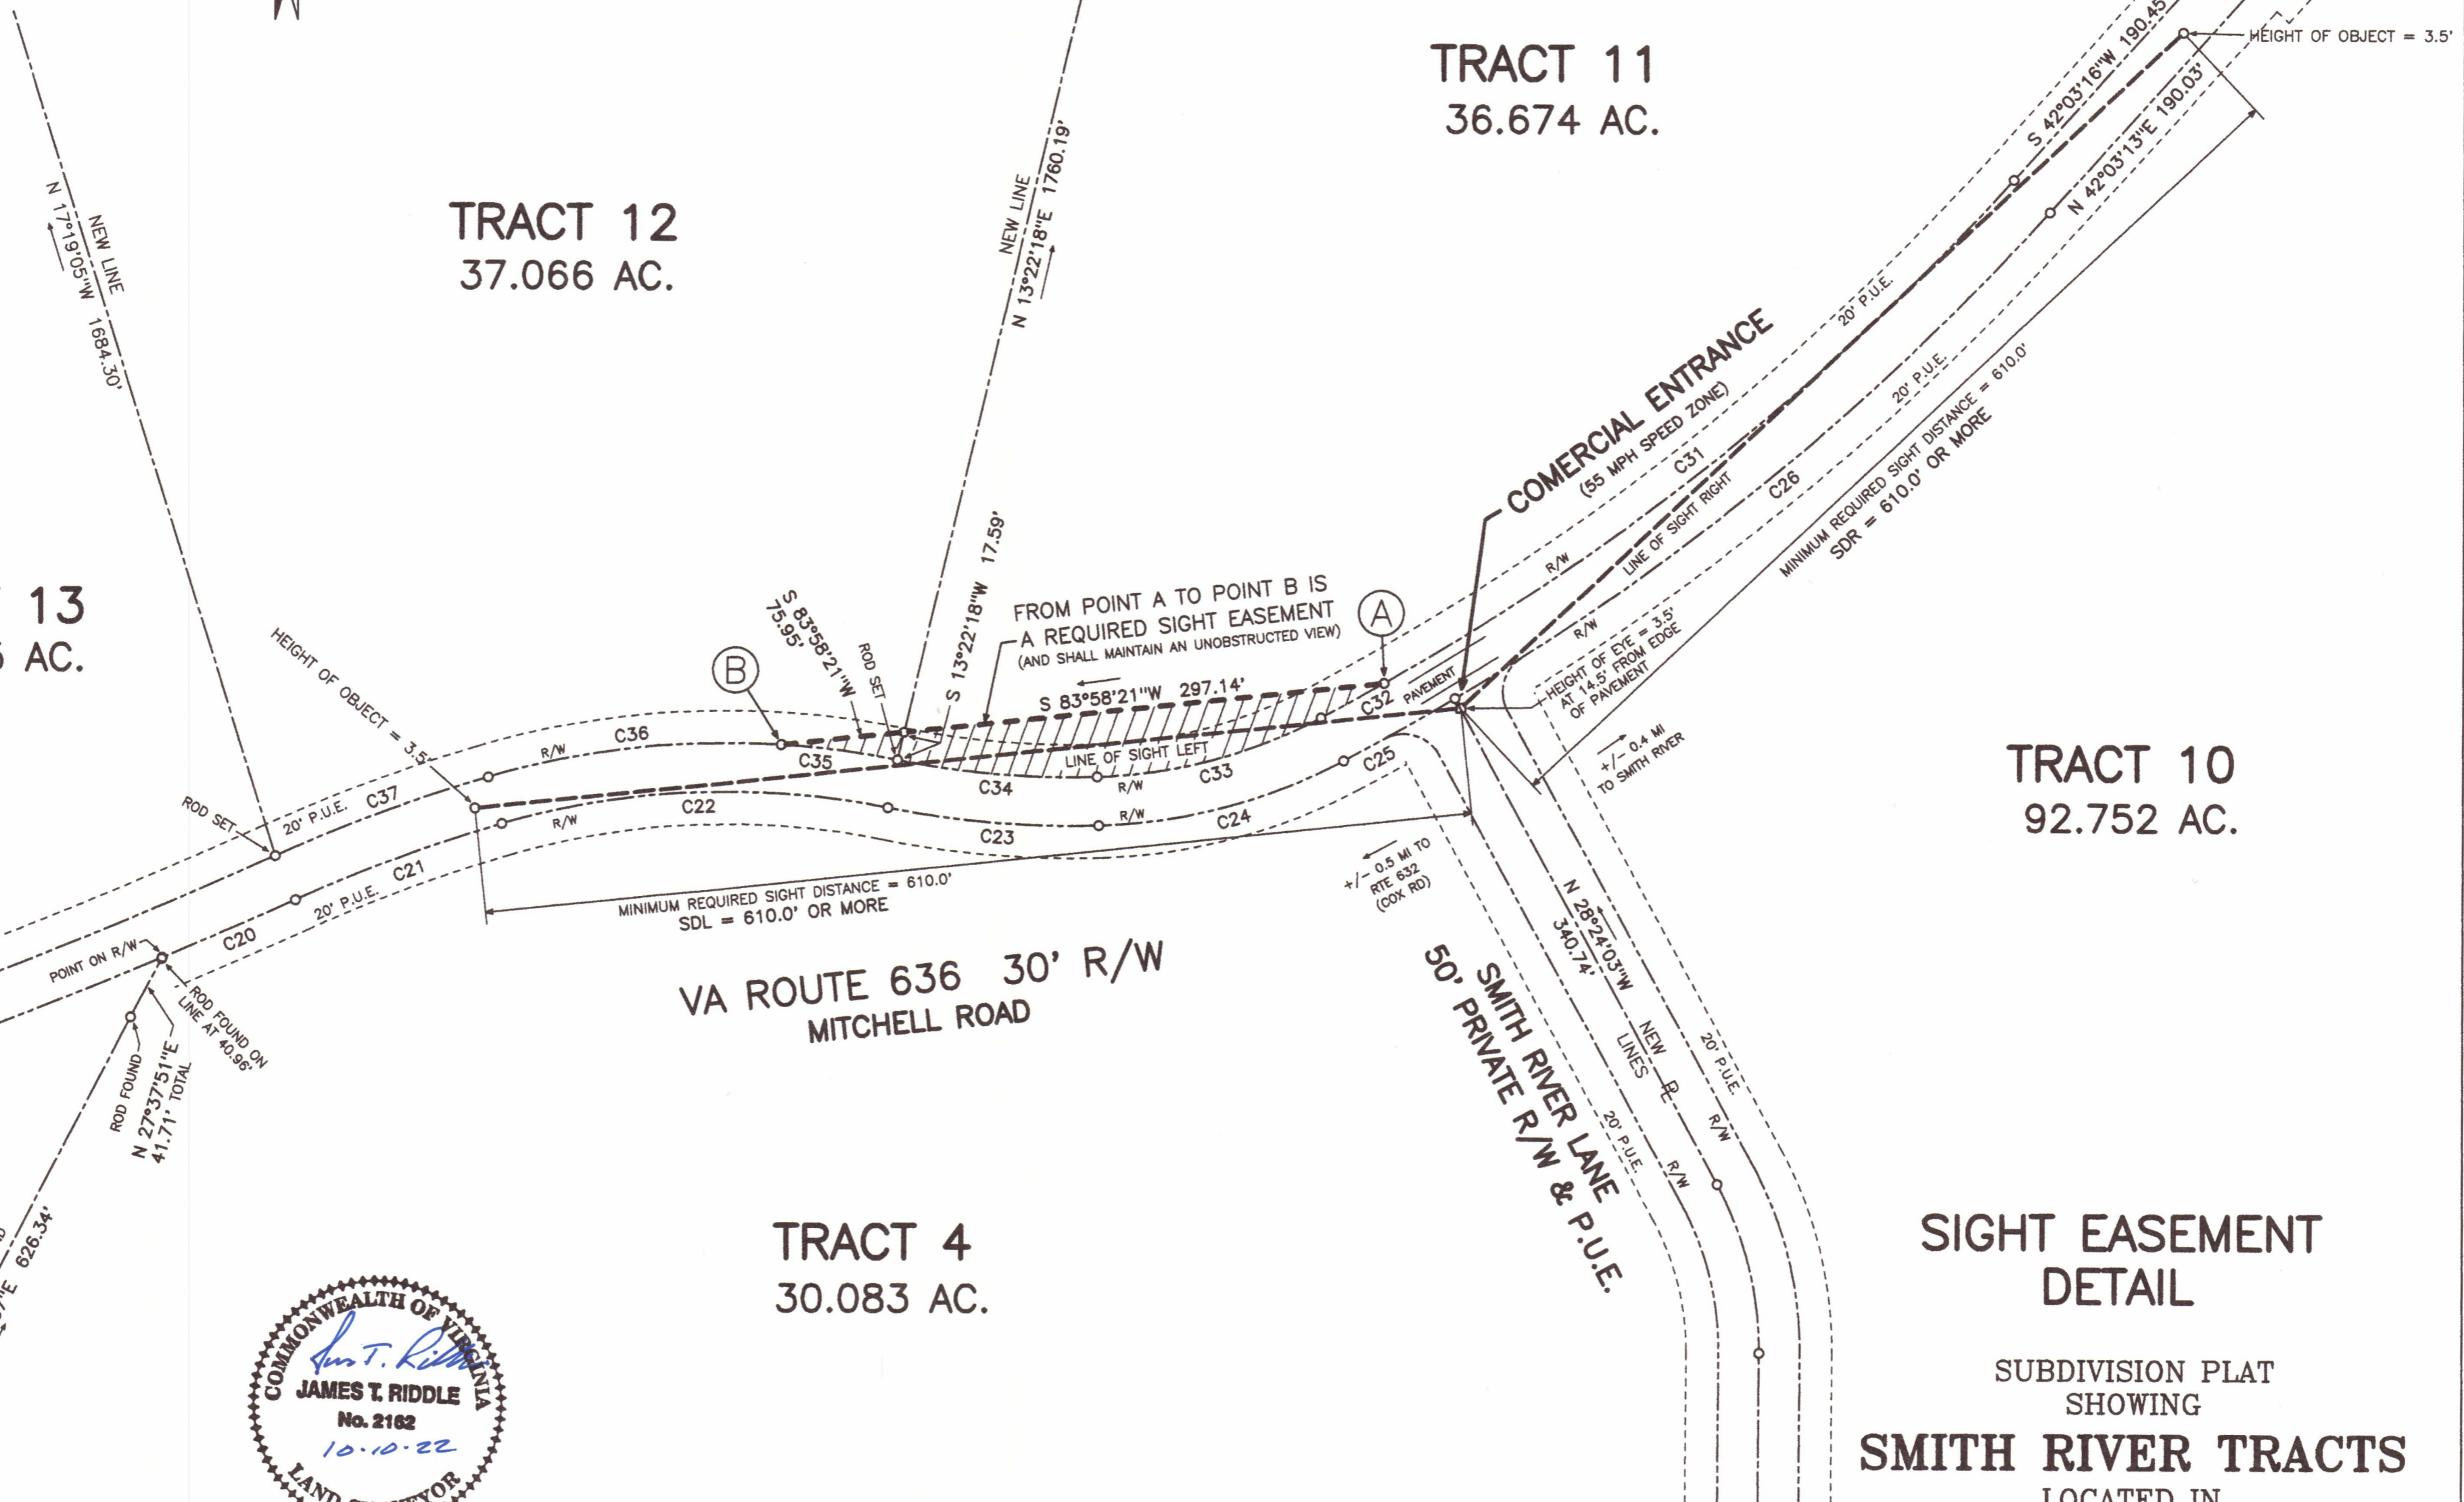 TRACT 11
36.674 AC.
S 42°03'16"W 190.45
N 42°03'13"E 190.03'
HEIGHT OF OBJECT = 3.5'
TRACT 12
37.066 AC.
NEW LINE
N 17°19'05"W 1684.30'
NEW LINE
N 13°22'18"E 1760.19'
13
AC.
COMERCIAL ENTRANCE
(55 MPH SPEED ZONE)
20' P.U.E.
20' P.U.E.
C31
C26
R/W
R/W
LINE OF SIGHT RIGHT
MINIMUM REQUIRED SIGHT DISTANCE = 610.0'
SDR = 610.0' OR MORE
HEIGHT OF EYE = 3.5'
AT 14.5' FROM EDGE
OF PAVEMENT
+/- 0.4 MI
TO SMITH RIVER
FROM POINT A TO POINT B IS
A REQUIRED SIGHT EASEMENT
(AND SHALL MAINTAIN AN UNOBSTRUCTED VIEW)
A
B
S 83°58'21"W
75.95'
ROD SET
S 13°22'18"W 17.59'
S 83°58'21"W 297.14'
LINE OF SIGHT LEFT
PAVEMENT
C32
C25
C33
C34
C35
C36
C37
R/W
R/W
R/W
R/W
C24
C23
C22
C21
C20
HEIGHT OF OBJECT = 3.5'
ROD SET
20' P.U.E.
20' P.U.E.
POINT ON R/W
ROD FOUND ON
LINE AT 40.96'
ROD FOUND
N 27°37'51"E
41.71' TOTAL
E 626.34'
MINIMUM REQUIRED SIGHT DISTANCE = 610.0'
SDL = 610.0' OR MORE
VA ROUTE 636 30' R/W
MITCHELL ROAD
+/- 0.5 MI TO
RTE 632
(COX RD)
TRACT 10
92.752 AC.
N 28°24'03"W
340.74'
NEW
LINES
SMITH RIVER LANE
50' PRIVATE R/W & P.U.E.
20' P.U.E.
20' P.U.E.
R/W
R/W
TRACT 4
30.083 AC.
COMMONWEALTH OF VIRGINIA
JAMES T. RIDDLE
No. 2162
10-10-22
LAND SURVEYOR
SIGHT EASEMENT
DETAIL
SUBDIVISION PLAT
SHOWING
SMITH RIVER TRACTS
LOCATED IN